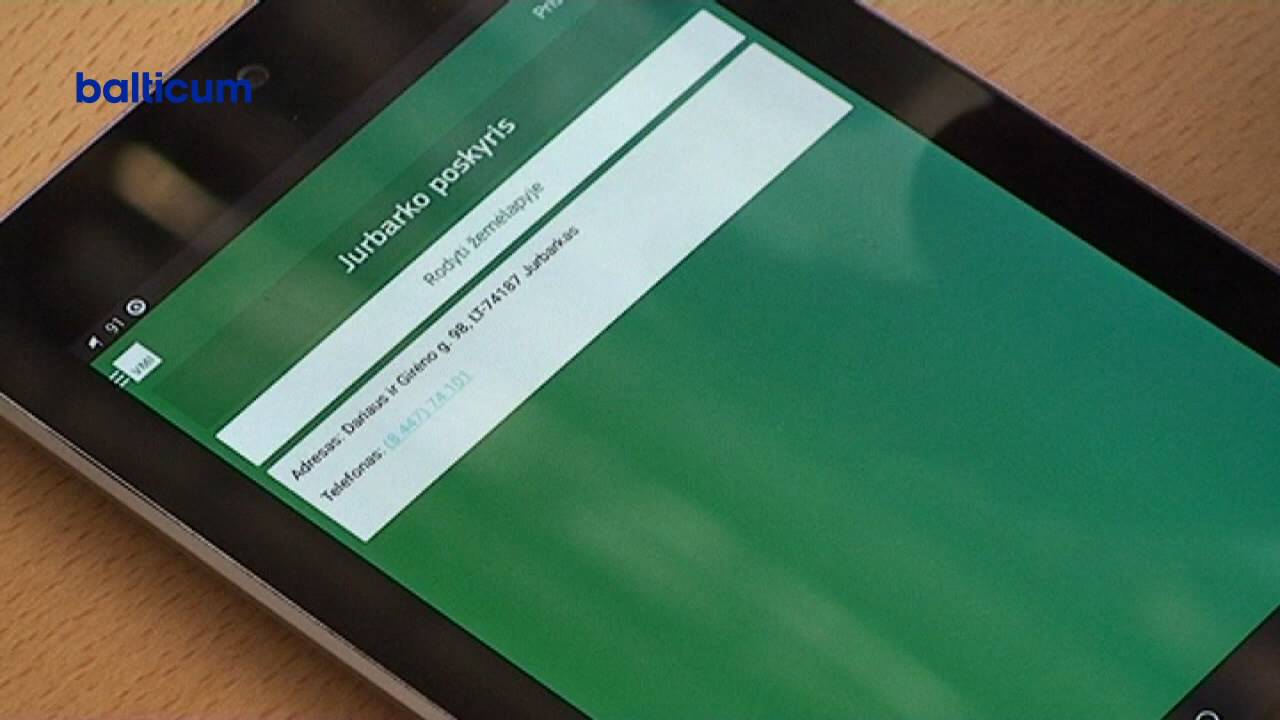 balticum
91
VMI
Jurbarko poskyris
Rodyti žemėlapyje
Adresas: Dariaus ir Girėno g. 98, LT-74187 Jurbarkas
Telefonas: (8 447) 74 101